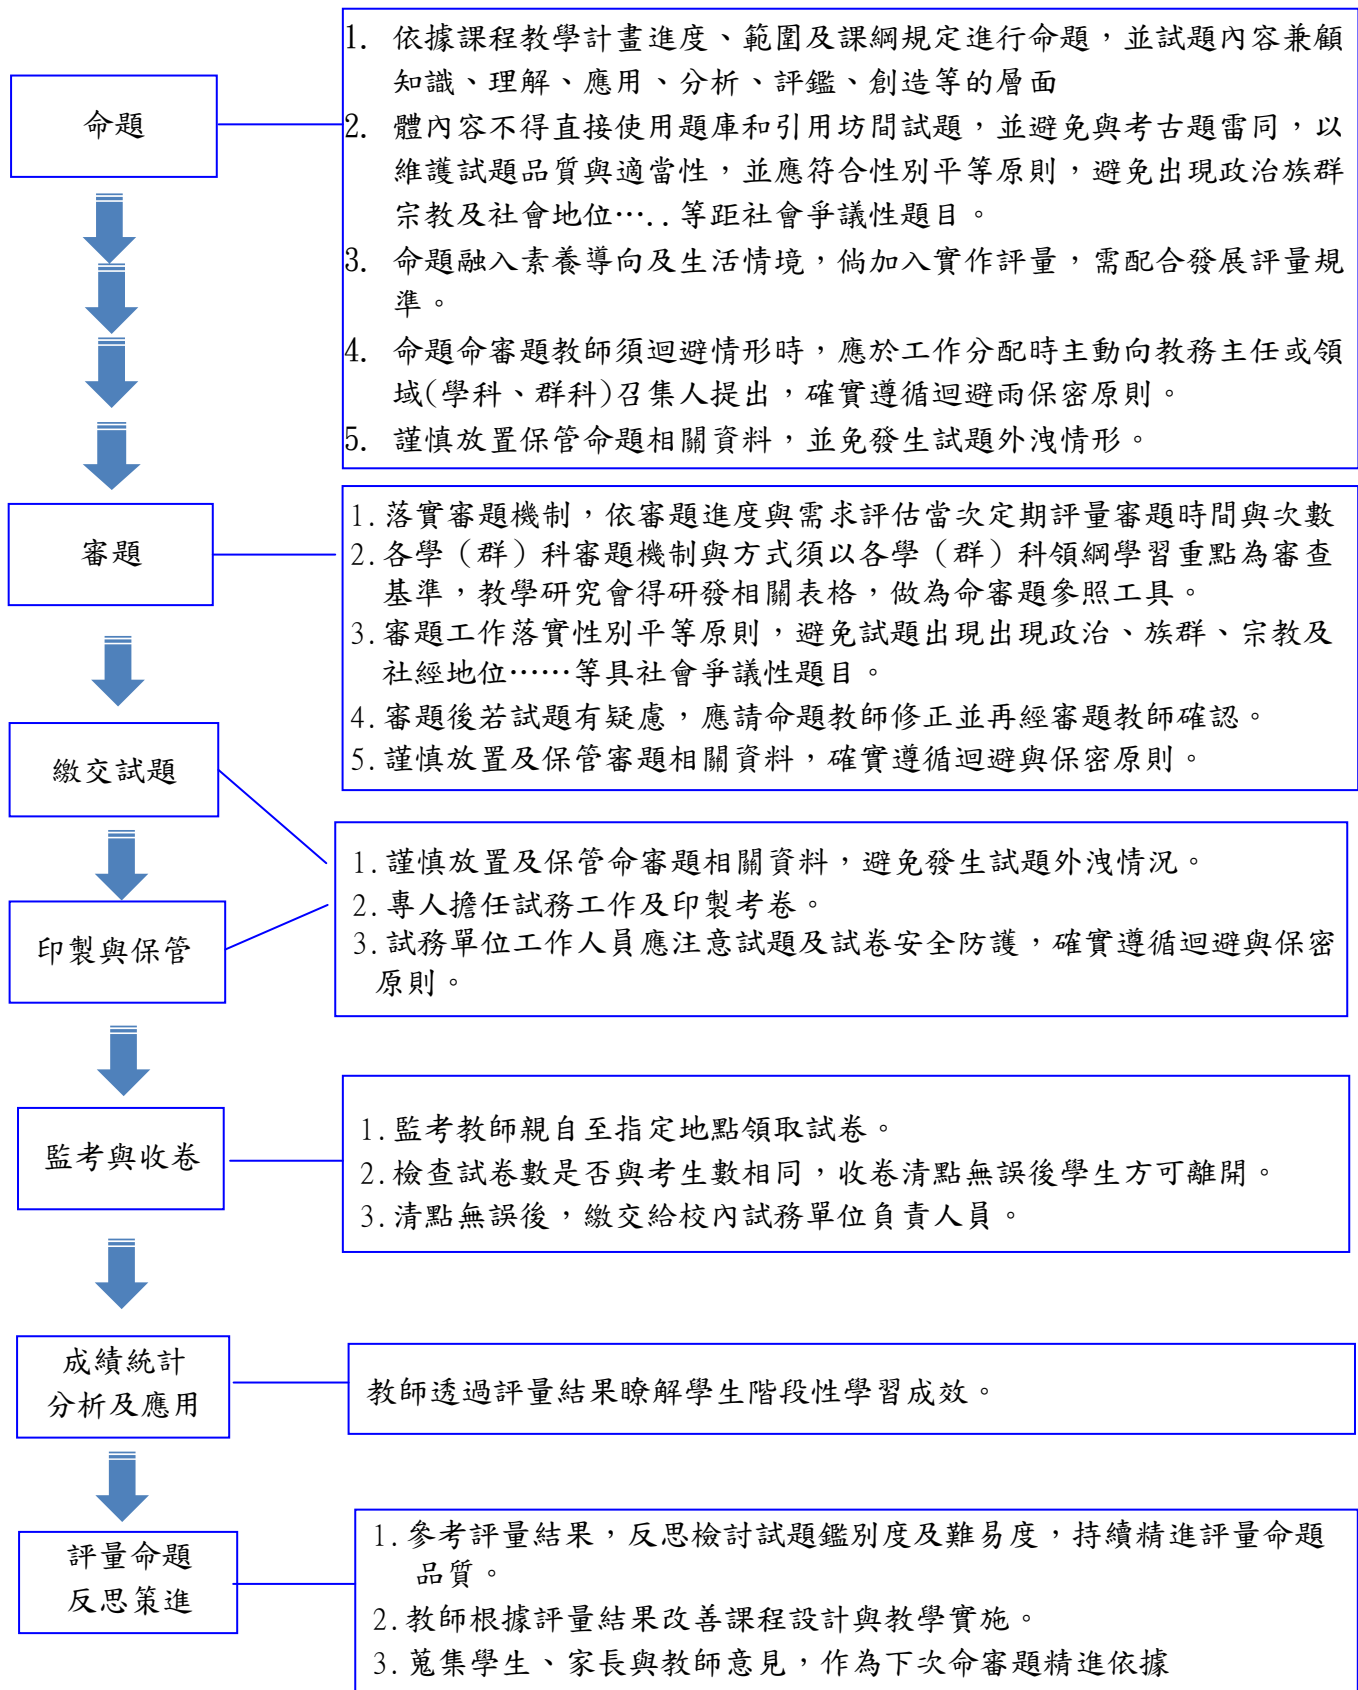 命題
1. 依據課程教學計畫進度、範圍及課綱規定進行命題，並試題內容兼顧
知識、理解、應用、分析、評鑑、創造等的層面
2. 體內容不得直接使用題庫和引用坊間試題，並避免與考古題雷同，以
維護試題品質與適當性，並應符合性別平等原則，避免出現政治族群
宗教及社會地位…..等距社會爭議性題目。
3. 命題融入素養導向及生活情境，倘加入實作評量，需配合發展評量規
準。
4. 命題命審題教師須迴避情形時，應於工作分配時主動向教務主任或領
域(學科、群科)召集人提出，確實遵循迴避雨保密原則。
5. 謹慎放置保管命題相關資料，並免發生試題外洩情形。
審題
1.落實審題機制，依審題進度與需求評估當次定期評量審題時間與次數
2.各學（群）科審題機制與方式須以各學（群）科領綱學習重點為審查
基準，教學研究會得研發相關表格，做為命審題參照工具。
3.審題工作落實性別平等原則，避免試題出現出現政治、族群、宗教及
社經地位……等具社會爭議性題目。
4.審題後若試題有疑慮，應請命題教師修正並再經審題教師確認。
5.謹慎放置及保管審題相關資料，確實遵循迴避與保密原則。
繳交試題
印製與保管
1.謹慎放置及保管命審題相關資料，避免發生試題外洩情況。
2.專人擔任試務工作及印製考卷。
3.試務單位工作人員應注意試題及試卷安全防護，確實遵循迴避與保密
原則。
監考與收卷
1.監考教師親自至指定地點領取試卷。
2.檢查試卷數是否與考生數相同，收卷清點無誤後學生方可離開。
3.清點無誤後，繳交給校內試務單位負責人員。
成績統計
分析及應用
教師透過評量結果瞭解學生階段性學習成效。
評量命題
反思策進
1.參考評量結果，反思檢討試題鑑別度及難易度，持續精進評量命題
品質。
2.教師根據評量結果改善課程設計與教學實施。
3.蒐集學生、家長與教師意見，作為下次命審題精進依據